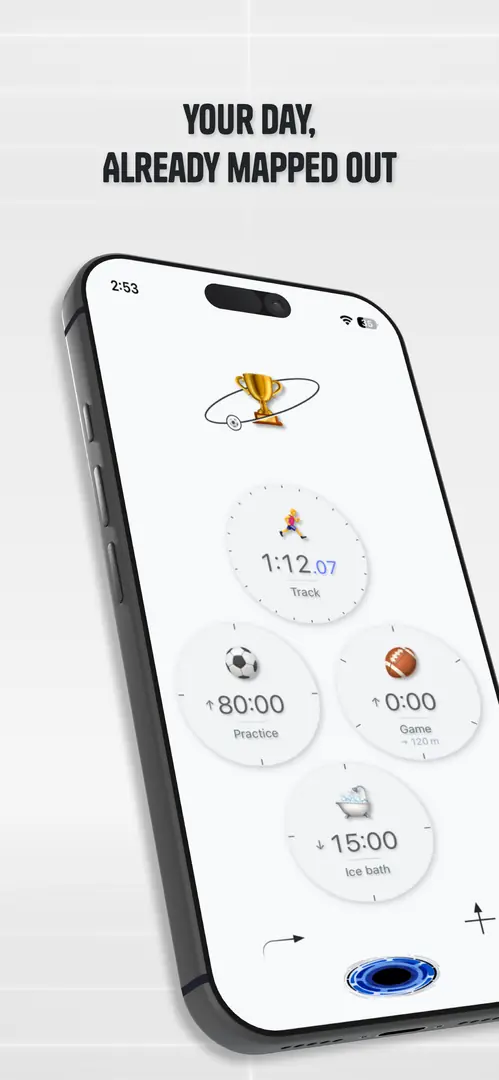 YOUR DAY,
ALREADY MAPPED OUT
2:53
36
1:12.07
Track
↑80:00
Practice
↑0:00
Game
→ 120 m
↓15:00
Ice bath